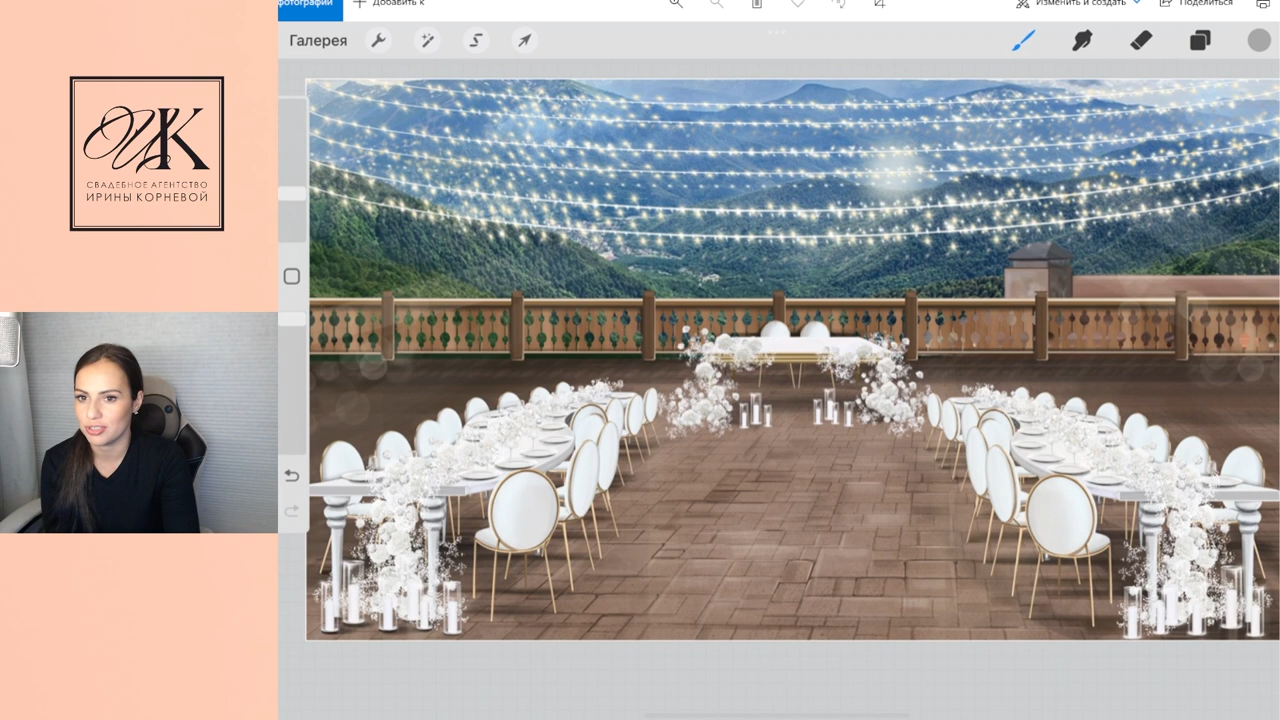 фотографии
Добавить к
Изменить и создать
Поделиться
Галерея
ИК
СВАДЕБНОЕ АГЕНТСТВО
ИРИНЫ КОРНЕВОЙ